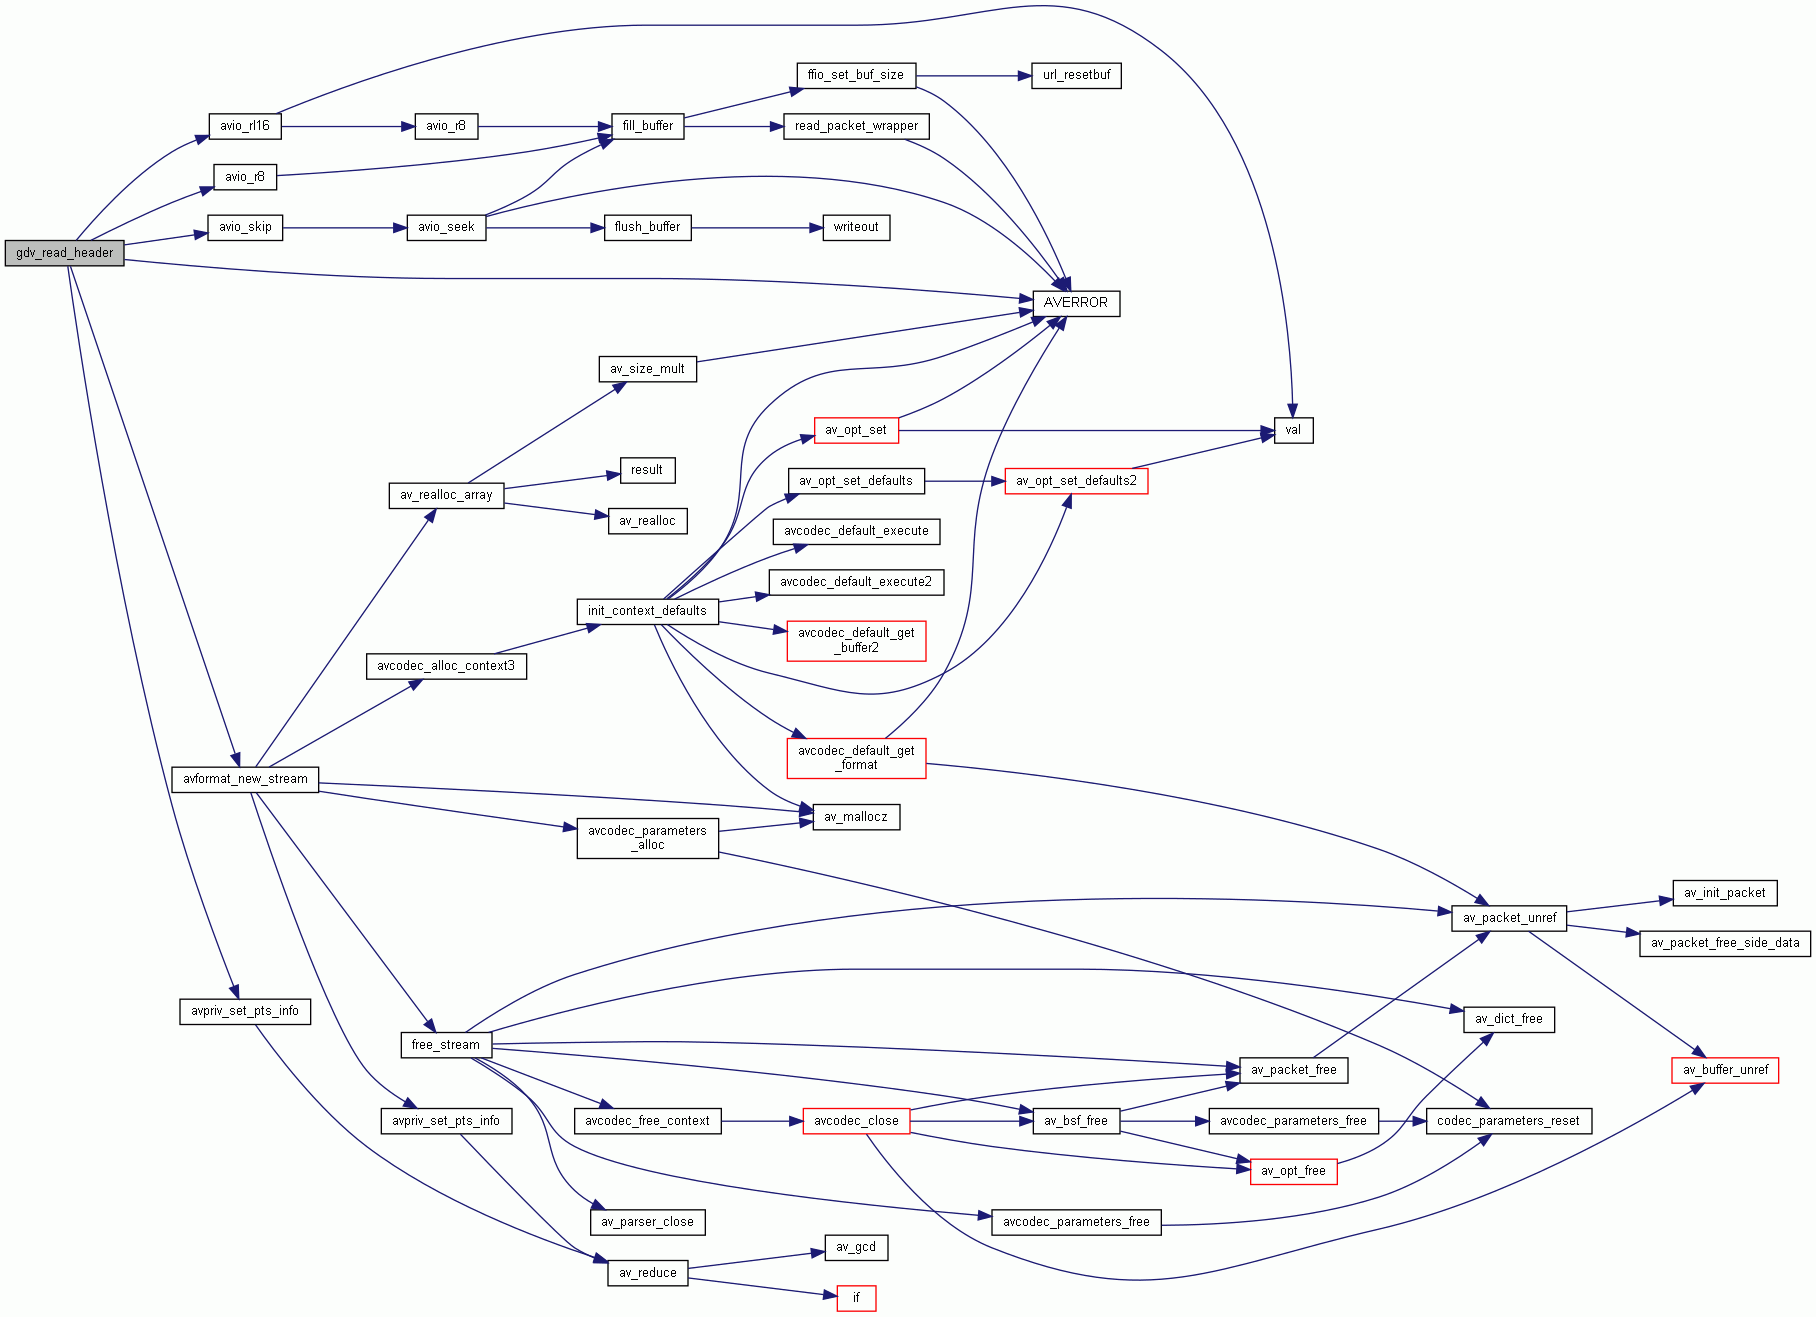 ffio_set_buf_size
url_resetbuf
avio_rl16
avio_r8
fill_buffer
read_packet_wrapper
avio_r8
avio_skip
avio_seek
flush_buffer
writeout
gdv_read_header
AVERROR
av_size_mult
av_opt_set
val
result
av_realloc_array
av_opt_set_defaults
av_opt_set_defaults2
av_realloc
avcodec_default_execute
avcodec_default_execute2
init_context_defaults
avcodec_default_get
_buffer2
avcodec_alloc_context3
avcodec_default_get
_format
avformat_new_stream
av_mallocz
avcodec_parameters
_alloc
av_init_packet
av_packet_unref
av_packet_free_side_data
avpriv_set_pts_info
av_dict_free
free_stream
av_packet_free
av_buffer_unref
avpriv_set_pts_info
avcodec_free_context
avcodec_close
av_bsf_free
avcodec_parameters_free
codec_parameters_reset
av_opt_free
av_parser_close
avcodec_parameters_free
av_gcd
av_reduce
if